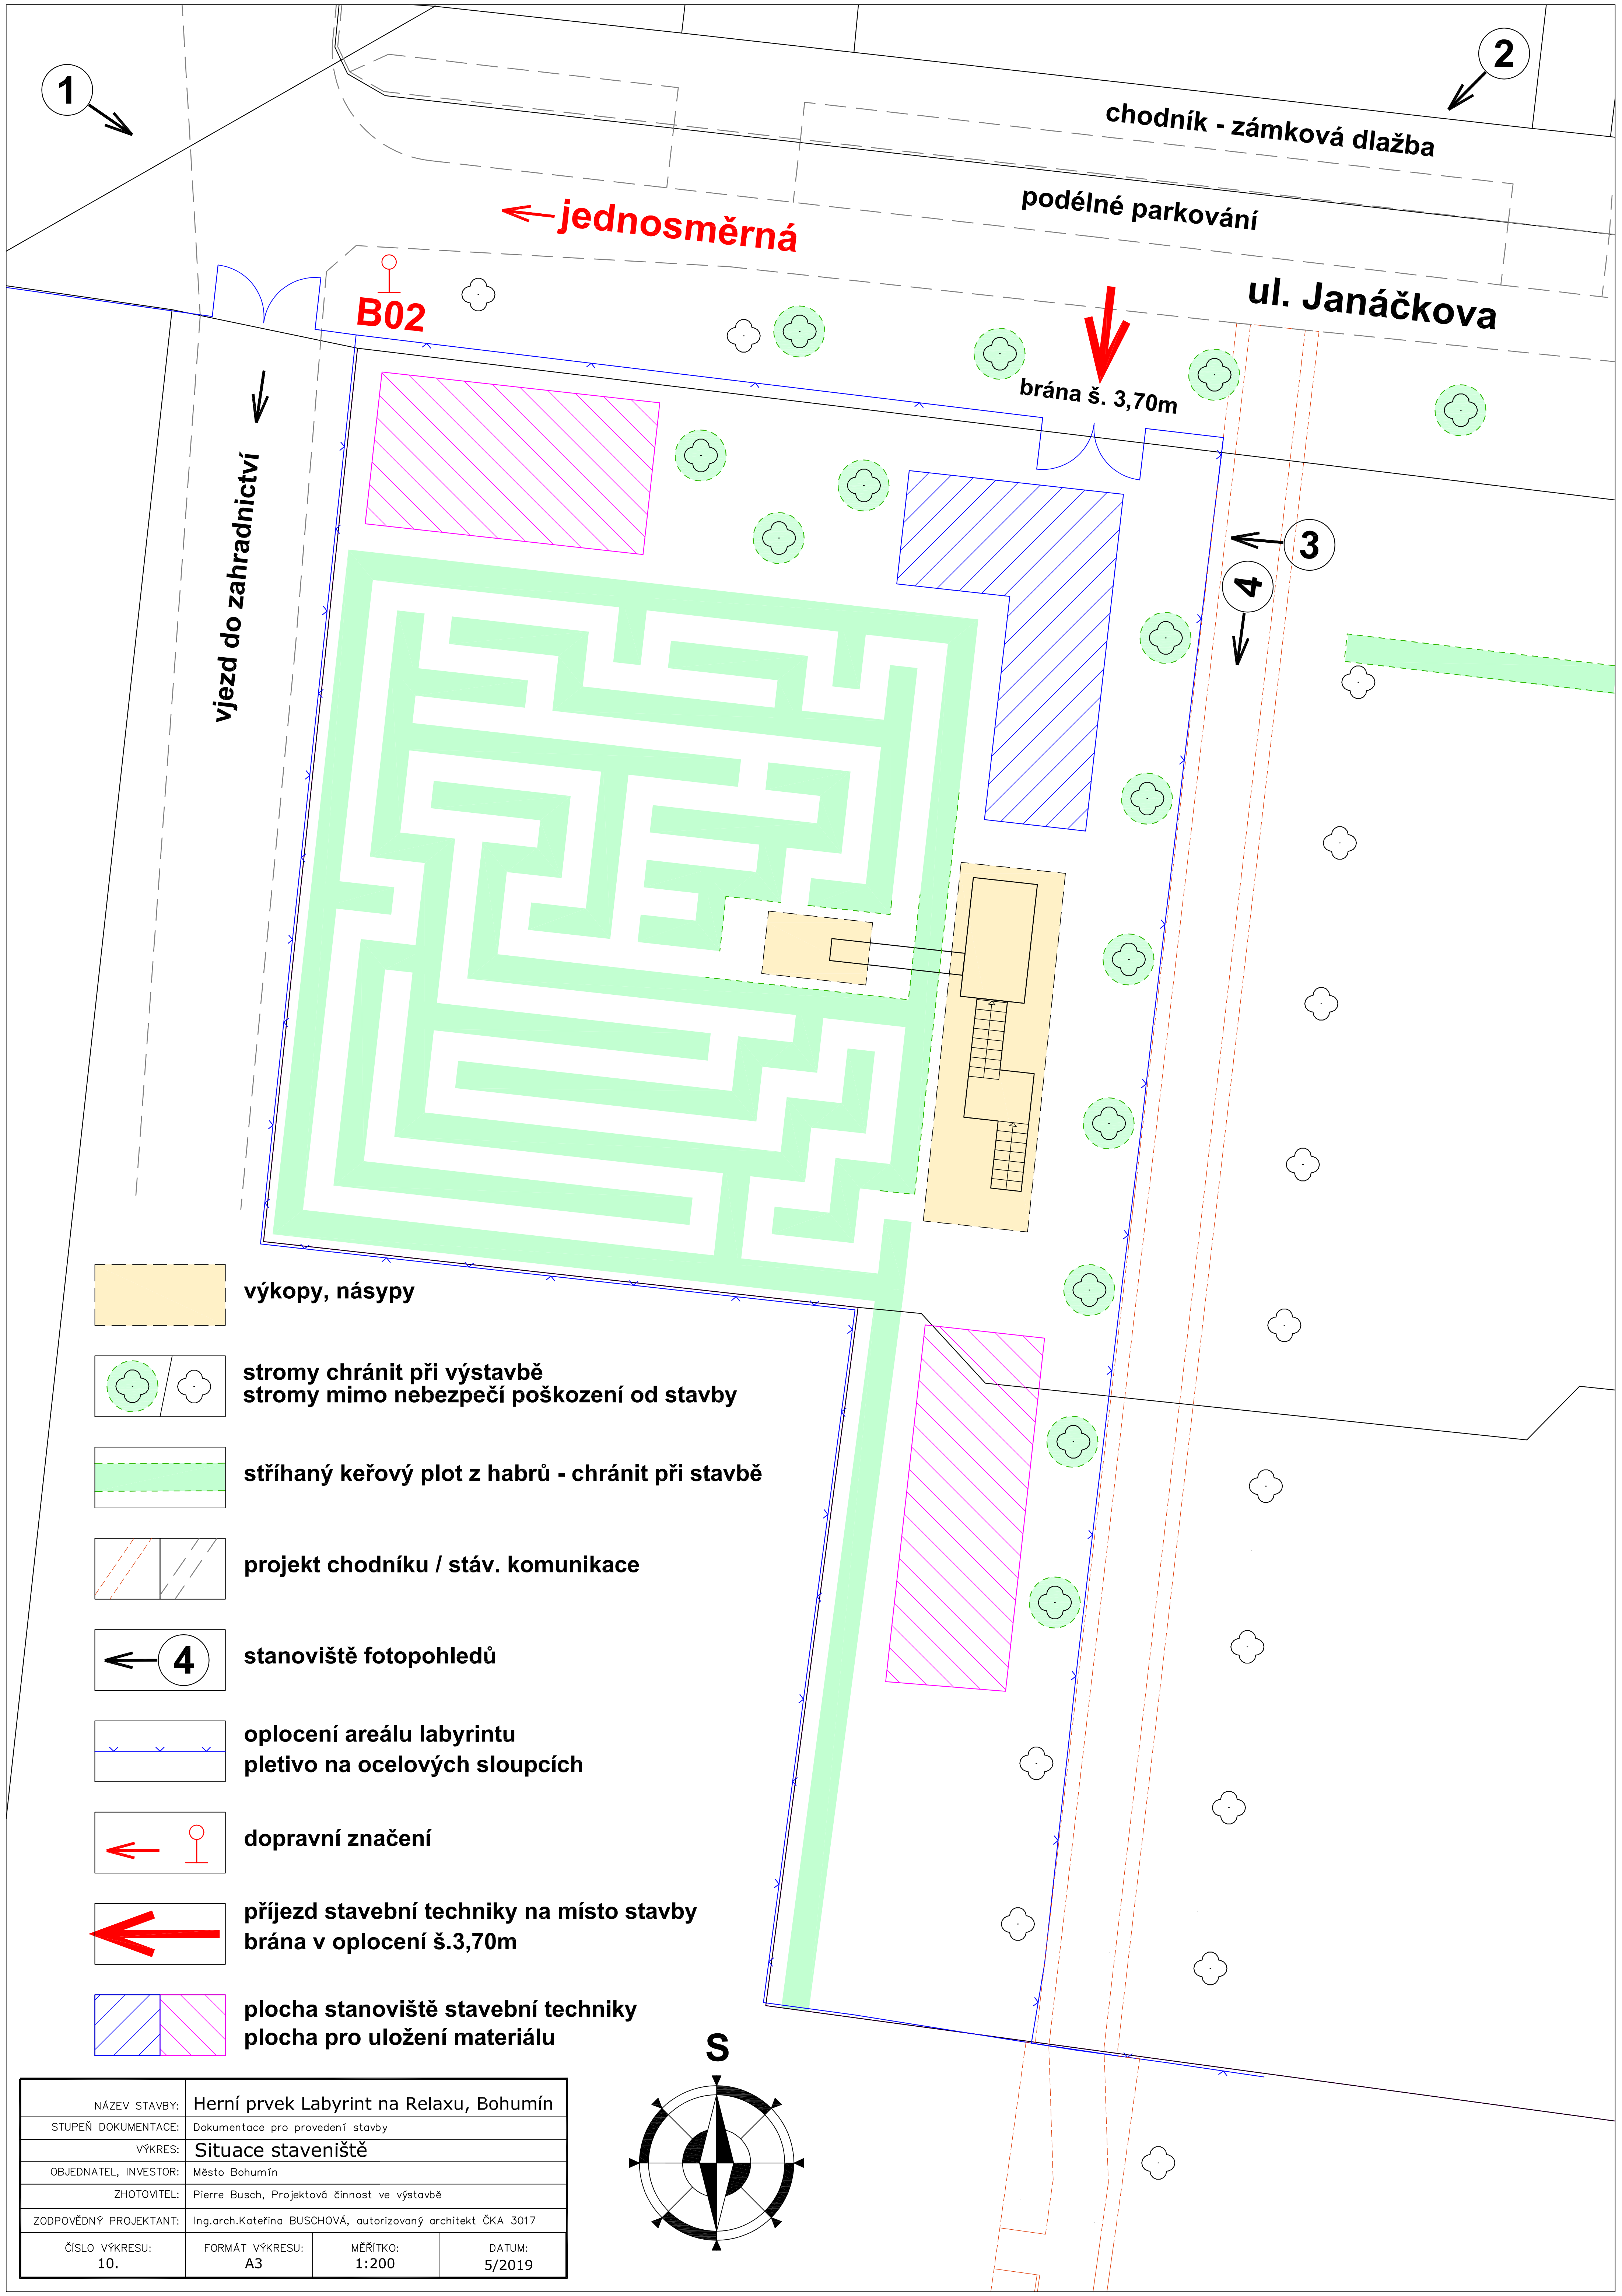 1
2
chodník - zámková dlažba
podélné parkování
jednosměrná
ul. Janáčkova
B02
brána š. 3,70m
vjezd do zahradnictví
3
4
výkopy, násypy
stromy chránit při výstavbě
stromy mimo nebezpečí poškození od stavby
stříhaný keřový plot z habrů - chránit při stavbě
projekt chodníku / stáv. komunikace
4
stanoviště fotopohledů
oplocení areálu labyrintu
pletivo na ocelových sloupcích
dopravní značení
příjezd stavební techniky na místo stavby
brána v oplocení š.3,70m
plocha stanoviště stavební techniky
plocha pro uložení materiálu
S
NÁZEV STAVBY: Herní prvek Labyrint na Relaxu, Bohumín
STUPEŇ DOKUMENTACE: Dokumentace pro provedení stavby
VÝKRES: Situace staveniště
OBJEDNATEL, INVESTOR: Město Bohumín
ZHOTOVITEL: Pierre Busch, Projektová činnost ve výstavbě
ZODPOVĚDNÝ PROJEKTANT: Ing.arch.Kateřina BUSCHOVÁ, autorizovaný architekt ČKA 3017
ČÍSLO VÝKRESU: FORMÁT VÝKRESU: MĚŘÍTKO: DATUM:
10. A3 1:200 5/2019